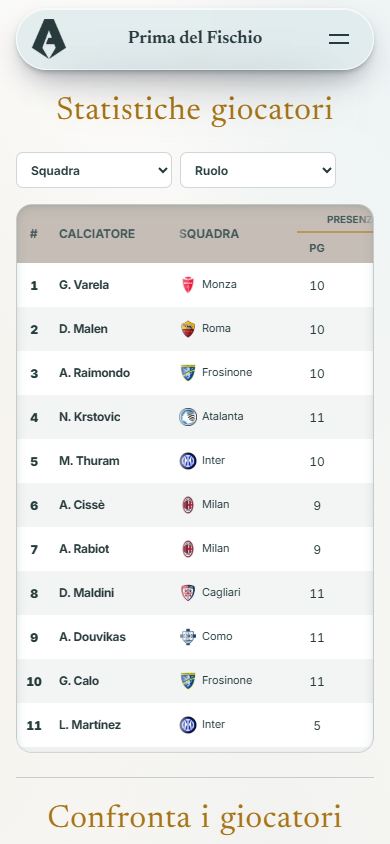 Prima del Fischio
Statistiche giocatori
Squadra Ruolo
PRESENZ
# CALCIATORE SQUADRA
PG
1 G. Varela Monza 10
2 D. Malen Roma 10
3 A. Raimondo Frosinone 10
4 N. Krstovic Atalanta 11
5 M. Thuram Inter 10
6 A. Cissè Milan 9
7 A. Rabiot Milan 9
8 D. Maldini Cagliari 11
9 A. Douvikas Como 11
10 G. Calo Frosinone 11
11 L. Martínez Inter 5
Confronta i giocatori